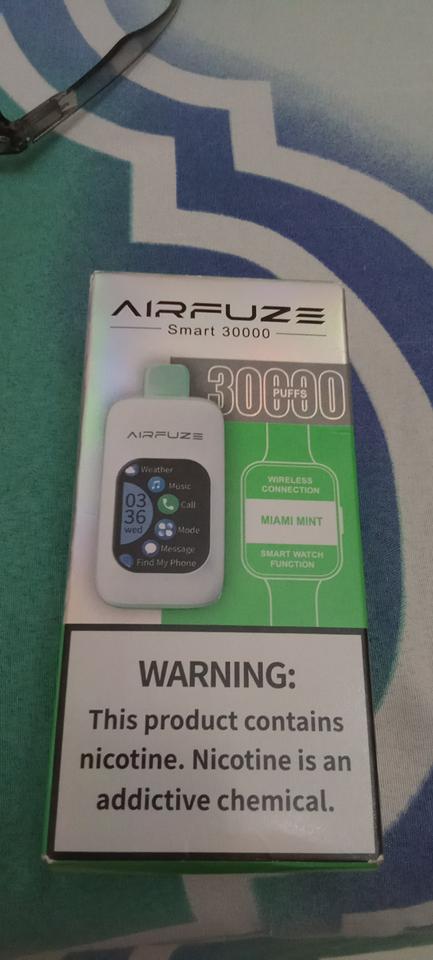 AIRFUZE
Smart 30000
30000
PUFFS
AIRFUZE
Weather
Music
03
36
wed
Call
Mode
Message
Find My Phone
WIRELESS
CONNECTION
MIAMI MINT
SMART WATCH
FUNCTION
WARNING:
This product contains
nicotine. Nicotine is an
addictive chemical.